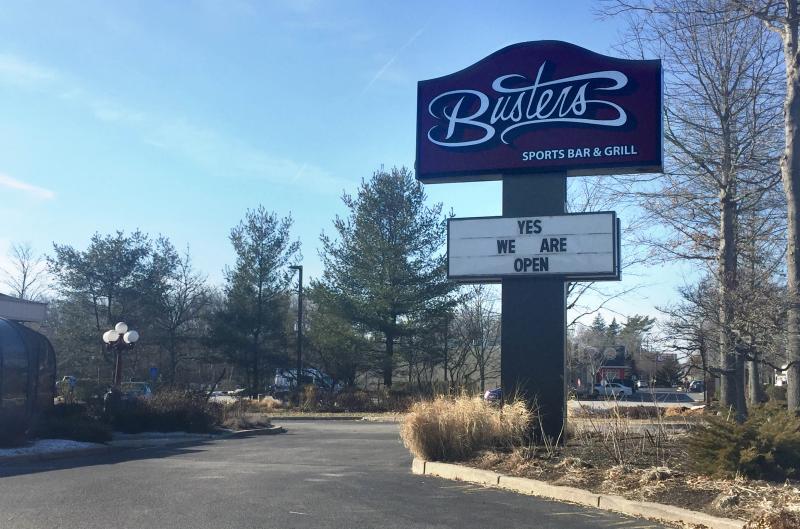 Busters
SPORTS BAR & GRILL
YES
WE ARE
OPEN